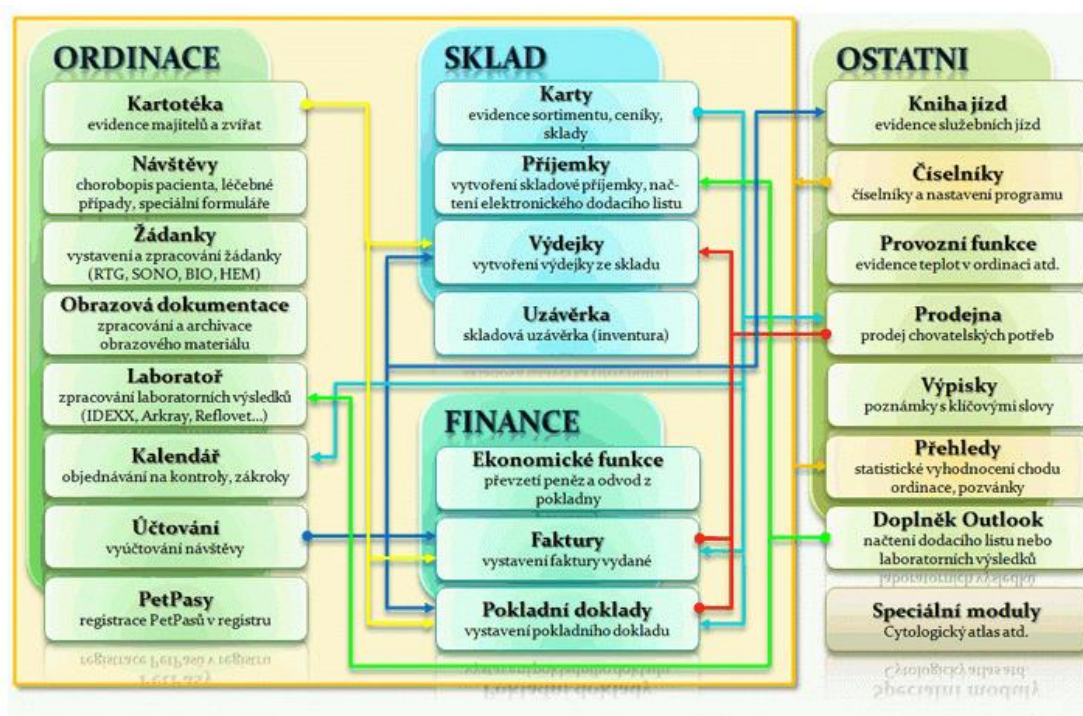 ORDINACE
Kartotéka
evidence majitelů a zvířat
Návštěvy
chorobopis pacienta, léčebné
případy, speciální formuláře
Žádanky
vystavení a zpracování žádanky
(RTG, SONO, BIO, HEM)
Obrazová dokumentace
zpracování a archivace
obrazového materiálu
Laboratoř
zpracování laboratorních výsledků
(IDEXX, Arkray, Reflovet...)
Kalendář
objednávání na kontroly, zákroky
Účtování
vyúčtování návštěvy
PetPasy
registrace PetPasů v registru
SKLAD
Karty
evidence sortimentu, ceníky,
sklady
Příjemky
vytvoření skladové příjemky, nač-
tení elektronického dodacího listu
Výdejky
vytvoření výdejky ze skladu
Uzávěrka
skladová uzávěrka (inventura)
FINANCE
Ekonomické funkce
převzetí peněz a odvod z
pokladny
Faktury
vystavení faktury vydané
Pokladní doklady
vystavení pokladního dokladu
OSTATNI
Kniha jízd
evidence služebních jízd
Číselníky
číselníky a nastavení programu
Provozní funkce
evidence teplot v ordinaci atd.
Prodejna
prodej chovatelských potřeb
Výpisky
poznámky s klíčovými slovy
Přehledy
statistické vyhodnocení chodu
ordinace, pozvánky
Doplněk Outlook
načtení dodacího listu nebo
laboratorních výsledků
Speciální moduly
Cytologický atlas atd.